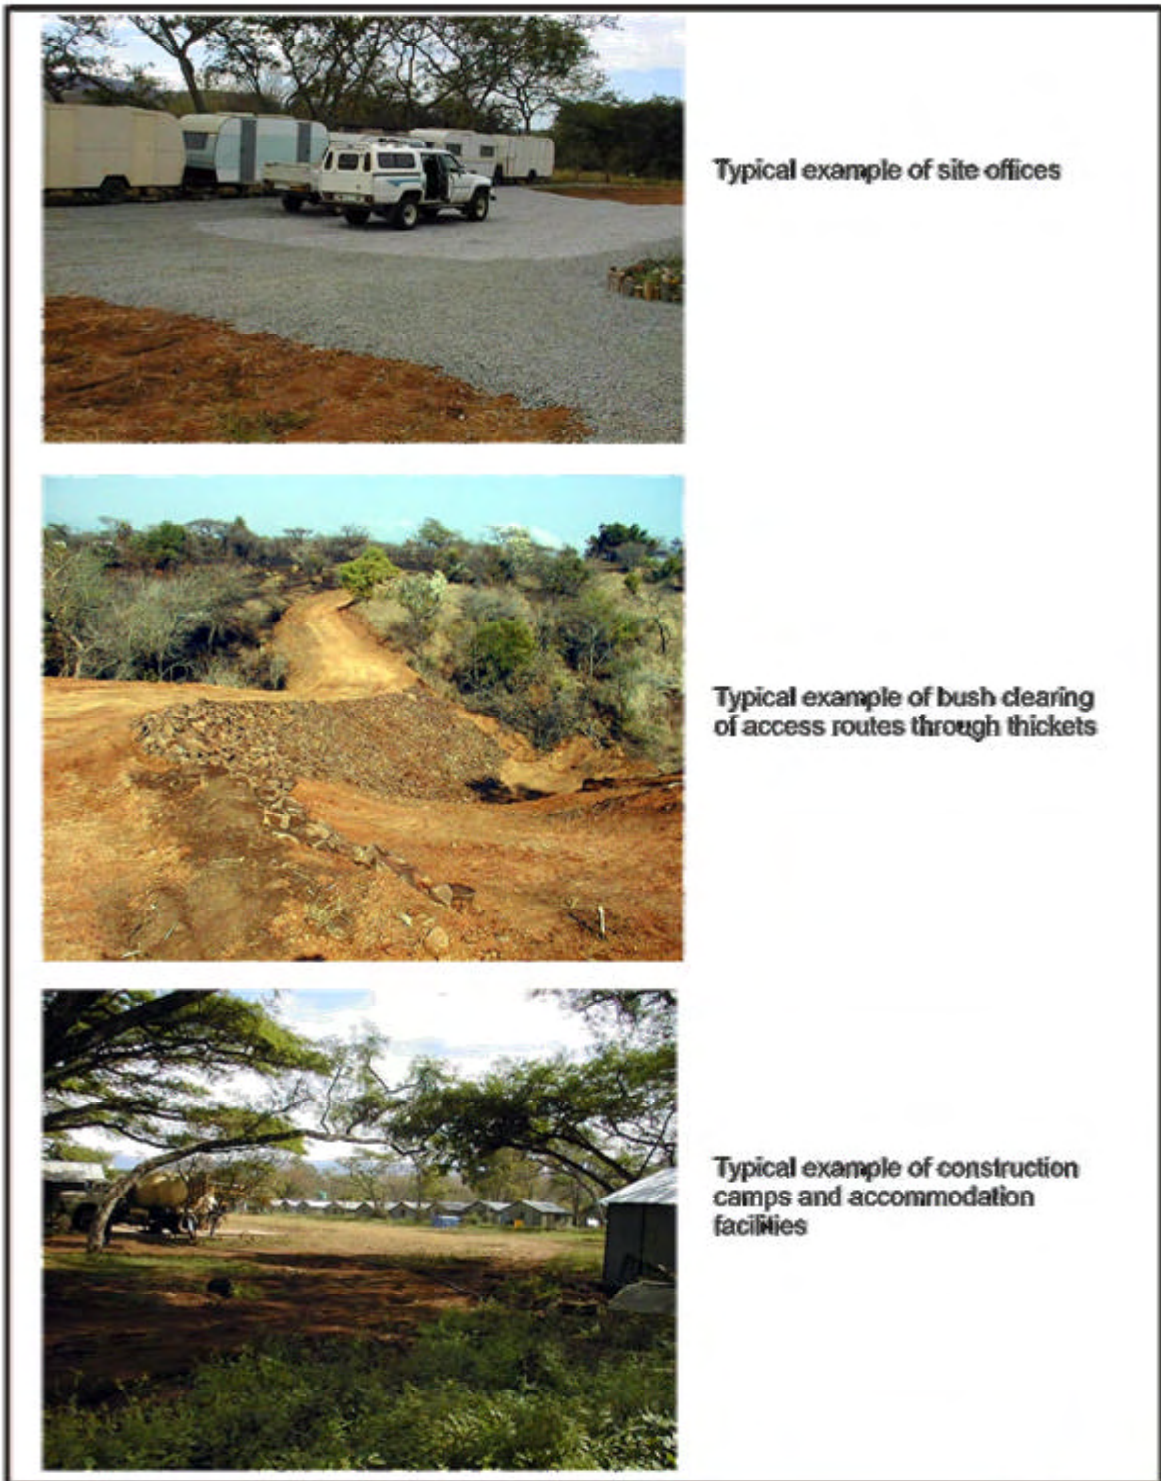 Typical example of site offices
Typical example of bush clearing
of access routes through thickets
Typical example of construction
camps and accommodation
facilities